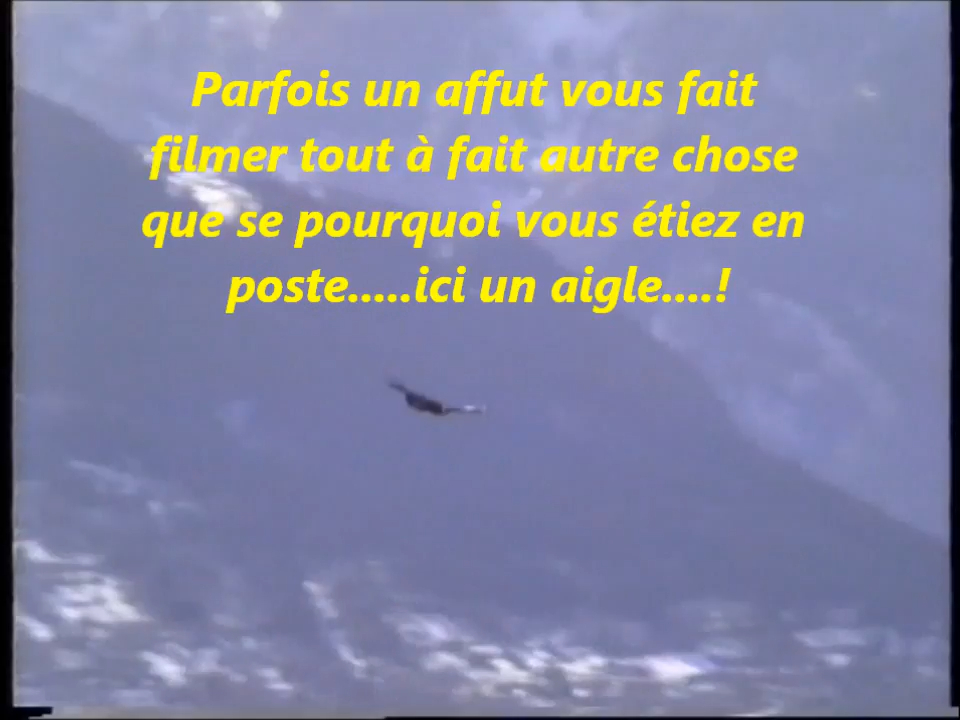 Parfois un affut vous fait
filmer tout à fait autre chose
que se pourquoi vous étiez en
poste.....ici un aigle....!